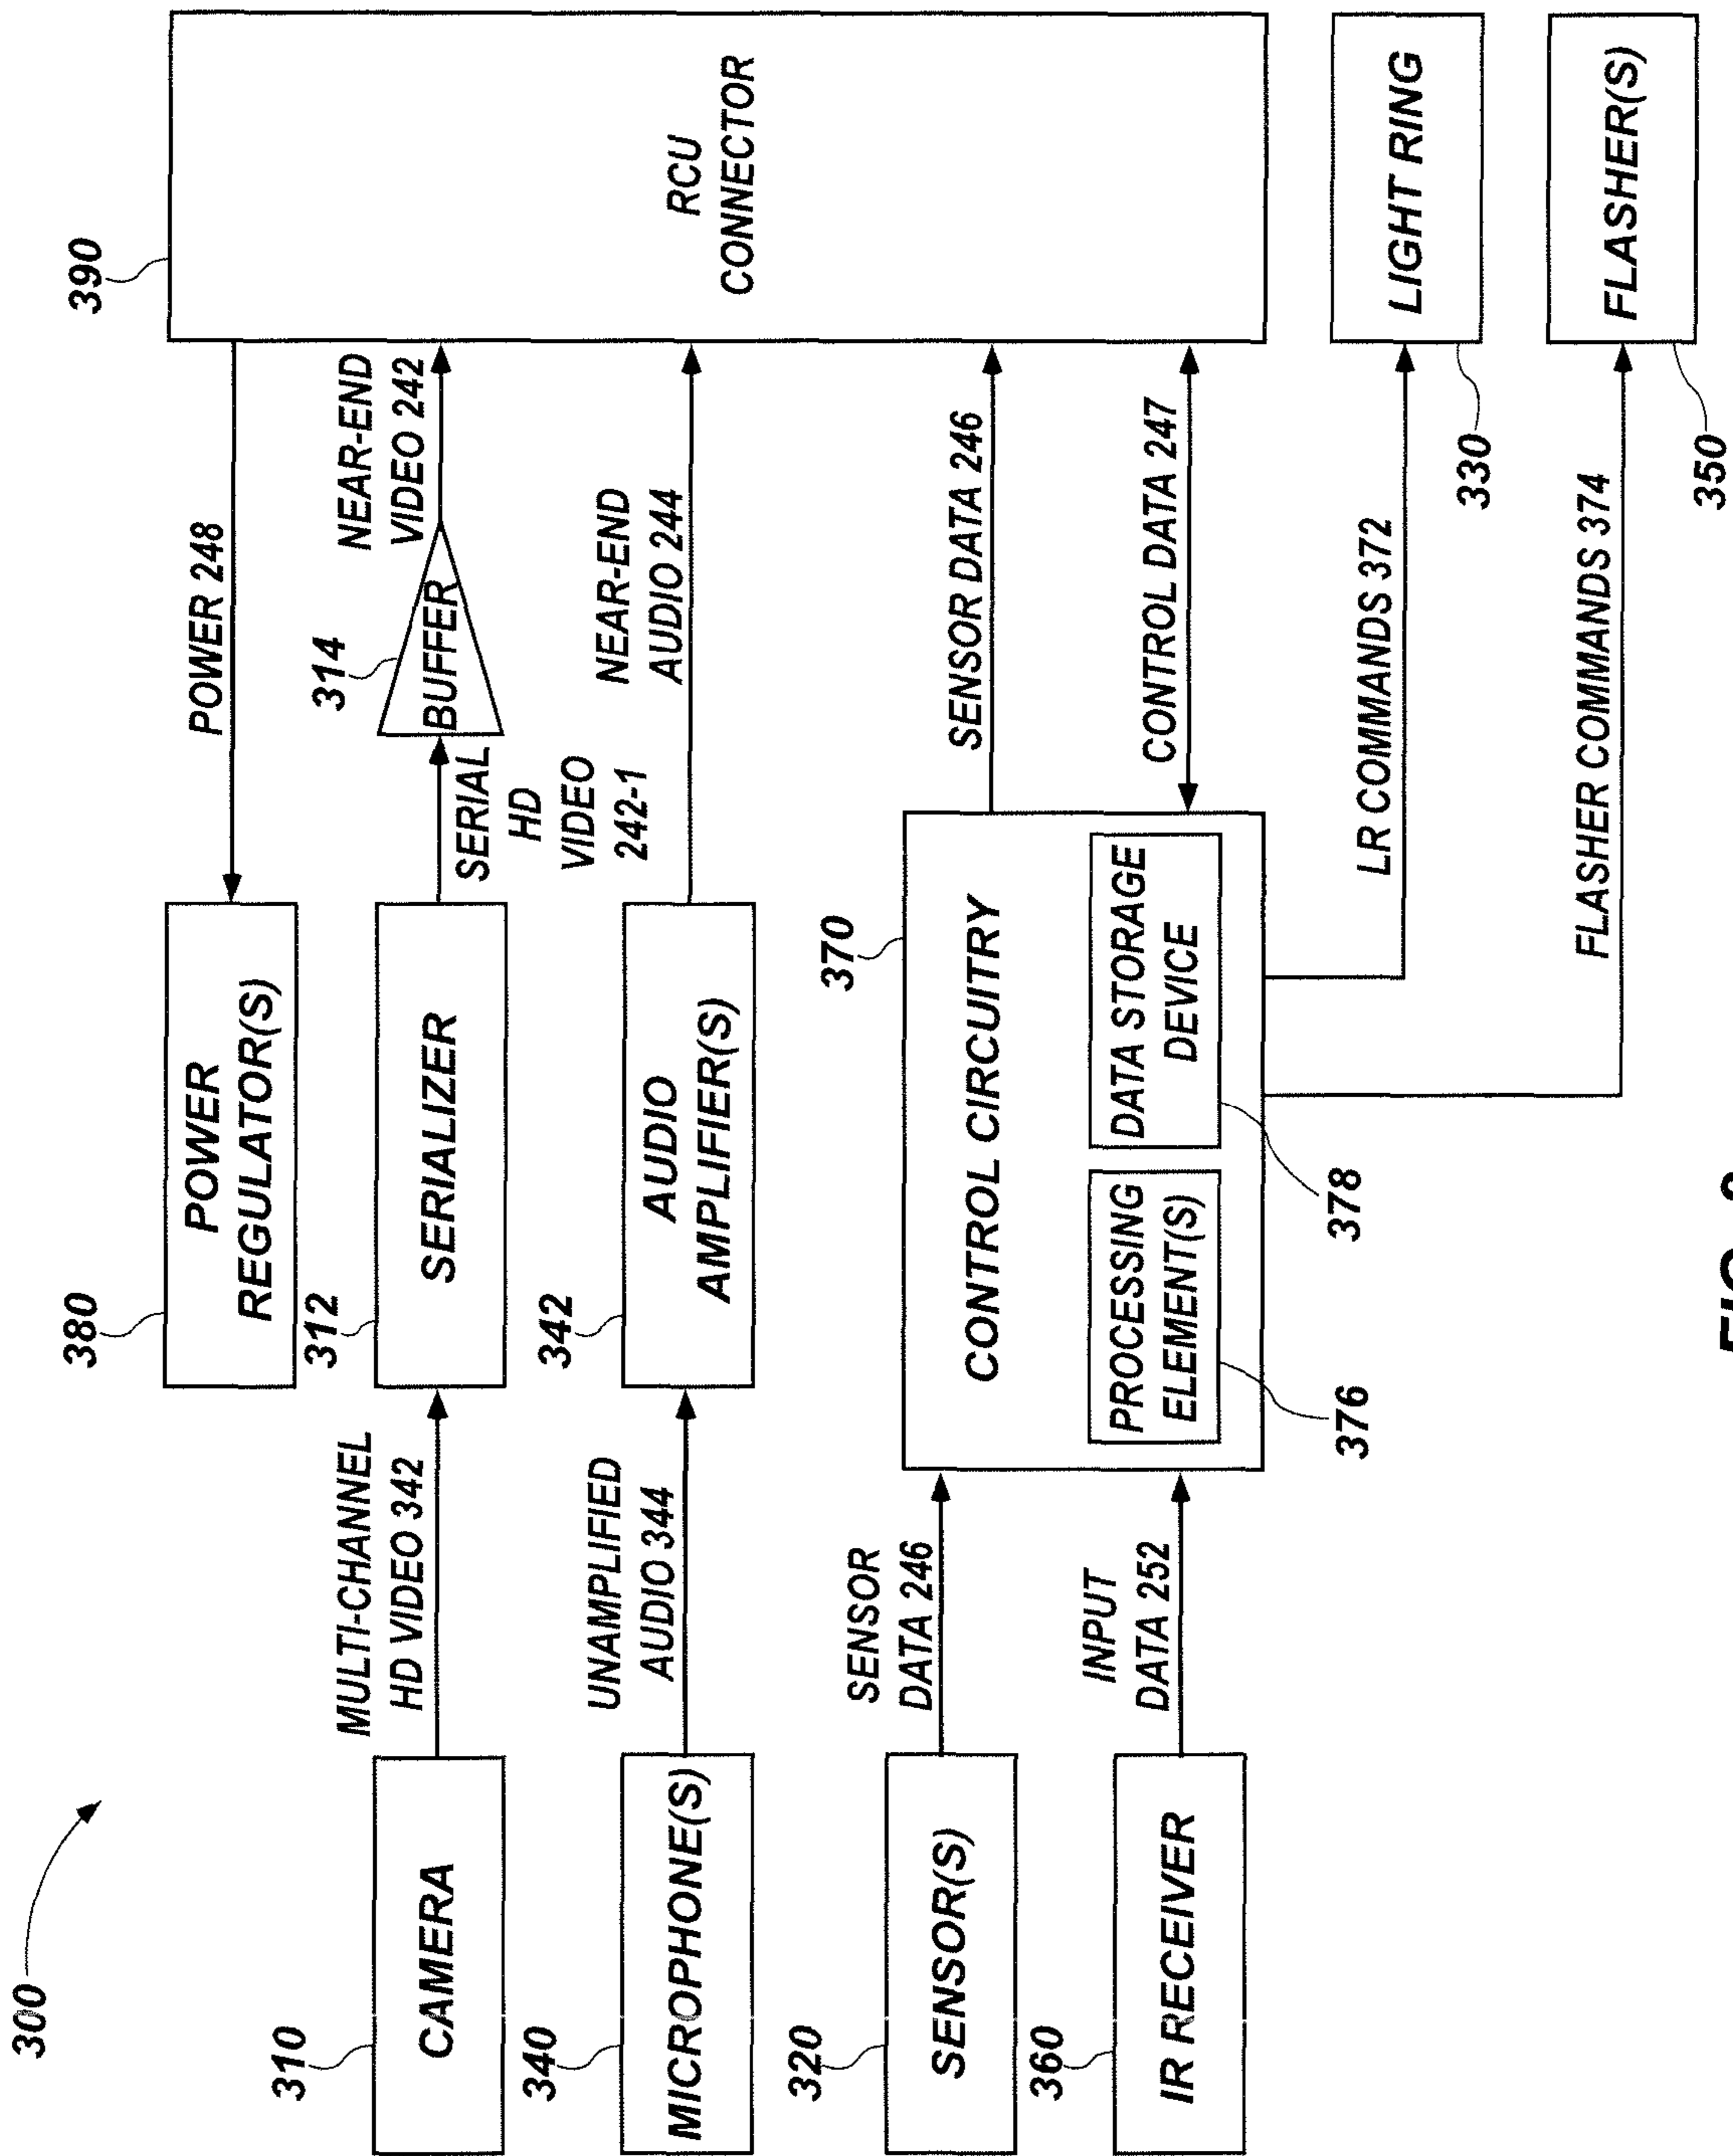 300
310
CAMERA
MULTI-CHANNEL
HD VIDEO 342
312
SERIALIZER
SERIAL
HD
VIDEO
242-1
314
BUFFER
NEAR-END
VIDEO 242
380
POWER
REGULATOR(S)
POWER 248
390
RCU
CONNECTOR
340
MICROPHONE(S)
UNAMPLIFIED
AUDIO 344
342
AUDIO
AMPLIFIER(S)
NEAR-END
AUDIO 244
320
SENSOR(S)
SENSOR
DATA 246
360
IR RECEIVER
INPUT
DATA 252
370
CONTROL CIRCUITRY
PROCESSING
ELEMENT(S)
376
DATA STORAGE
DEVICE
378
SENSOR DATA 246
CONTROL DATA 247
LR COMMANDS 372
330
LIGHT RING
FLASHER COMMANDS 374
350
FLASHER(S)
FIG.